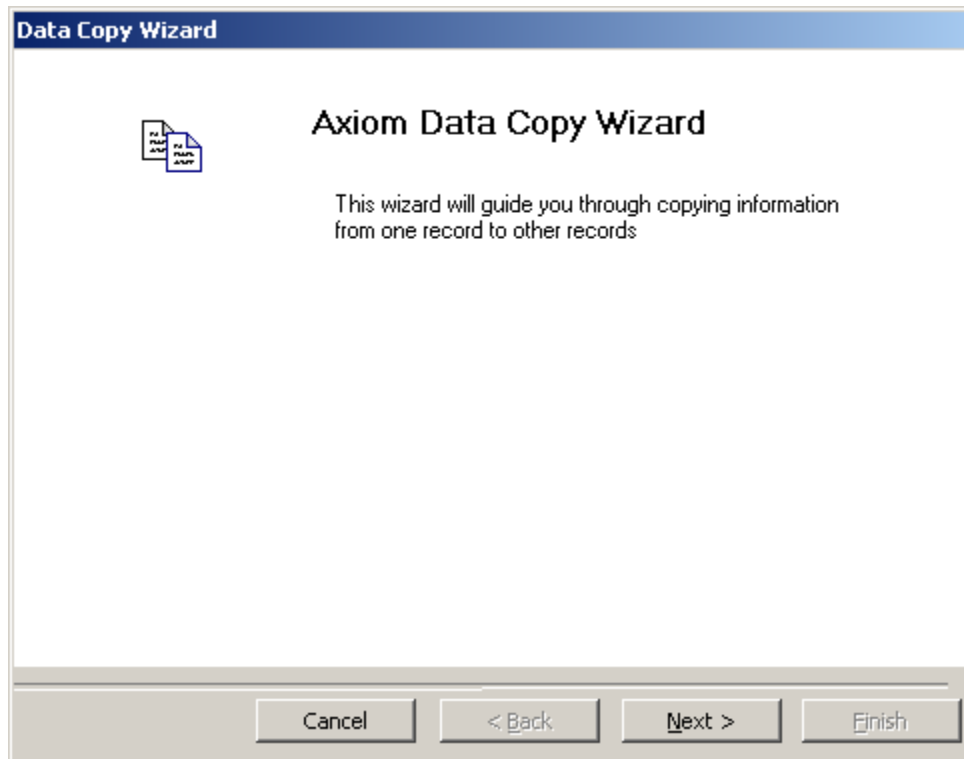 Data Copy Wizard
Axiom Data Copy Wizard
This wizard will guide you through copying information
from one record to other records
Cancel
< Back
Next >
Finish